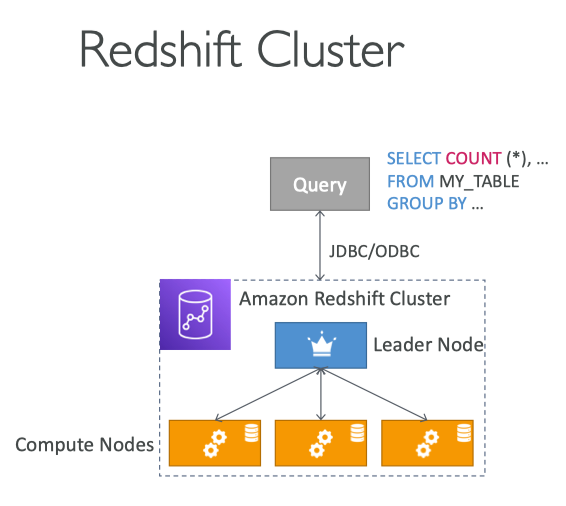 Redshift Cluster
Query
SELECT COUNT (*), ...
FROM MY_TABLE
GROUP BY ...
JDBC/ODBC
Amazon Redshift Cluster
Leader Node
Compute Nodes